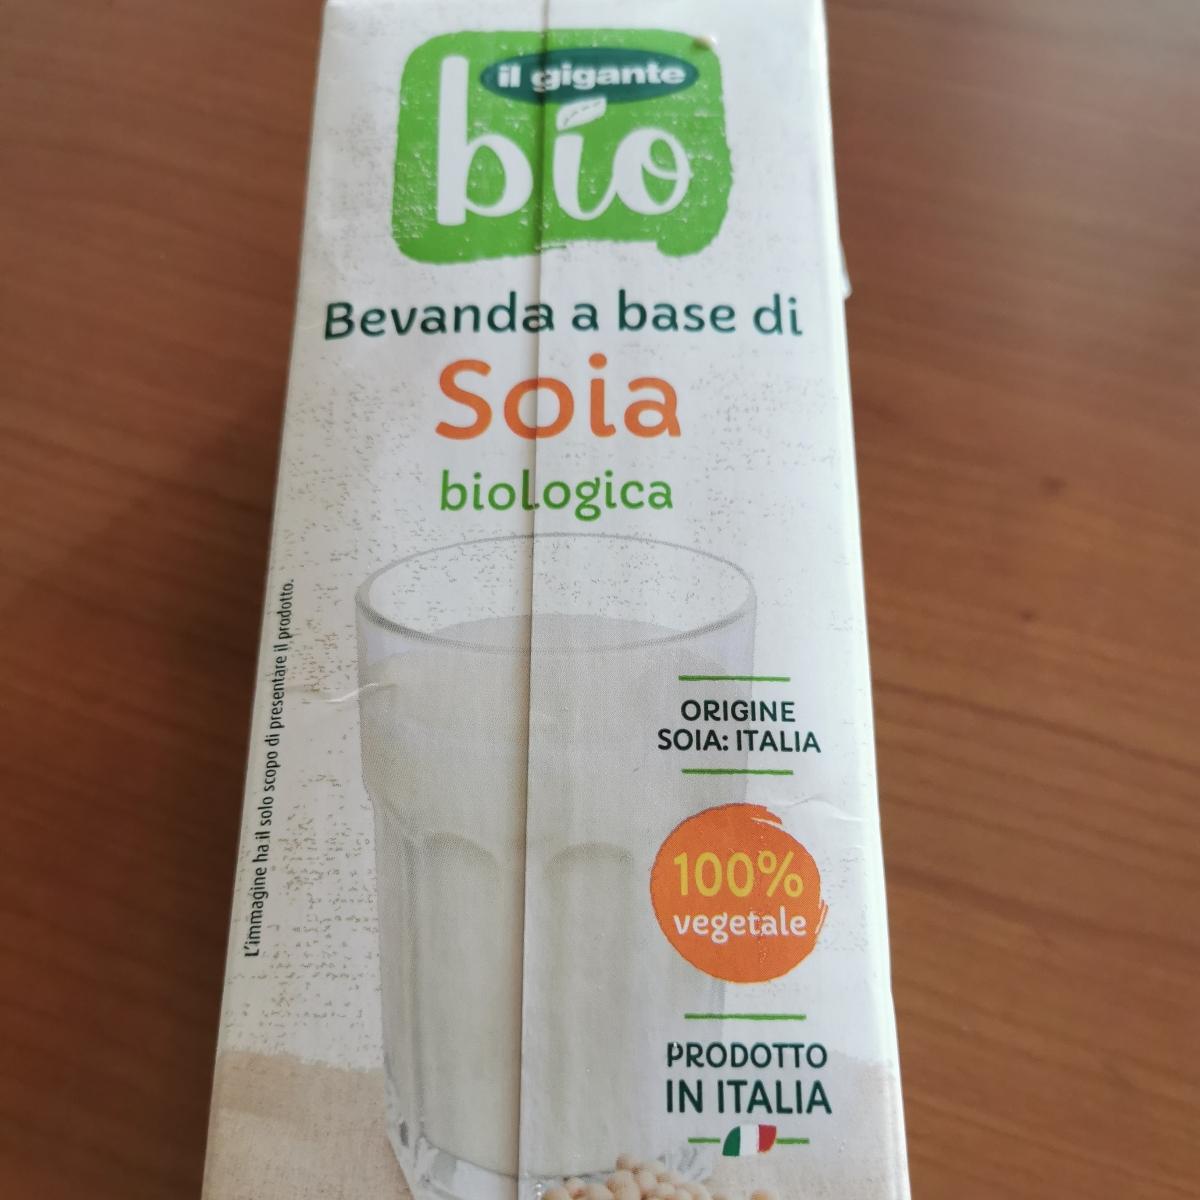 il gigante
bio
Bevanda a base di
Soia
biologica
L'immagine ha il solo scopo di presentare il prodotto.
ORIGINE
SOIA: ITALIA
100%
vegetale
PRODOTTO
IN ITALIA